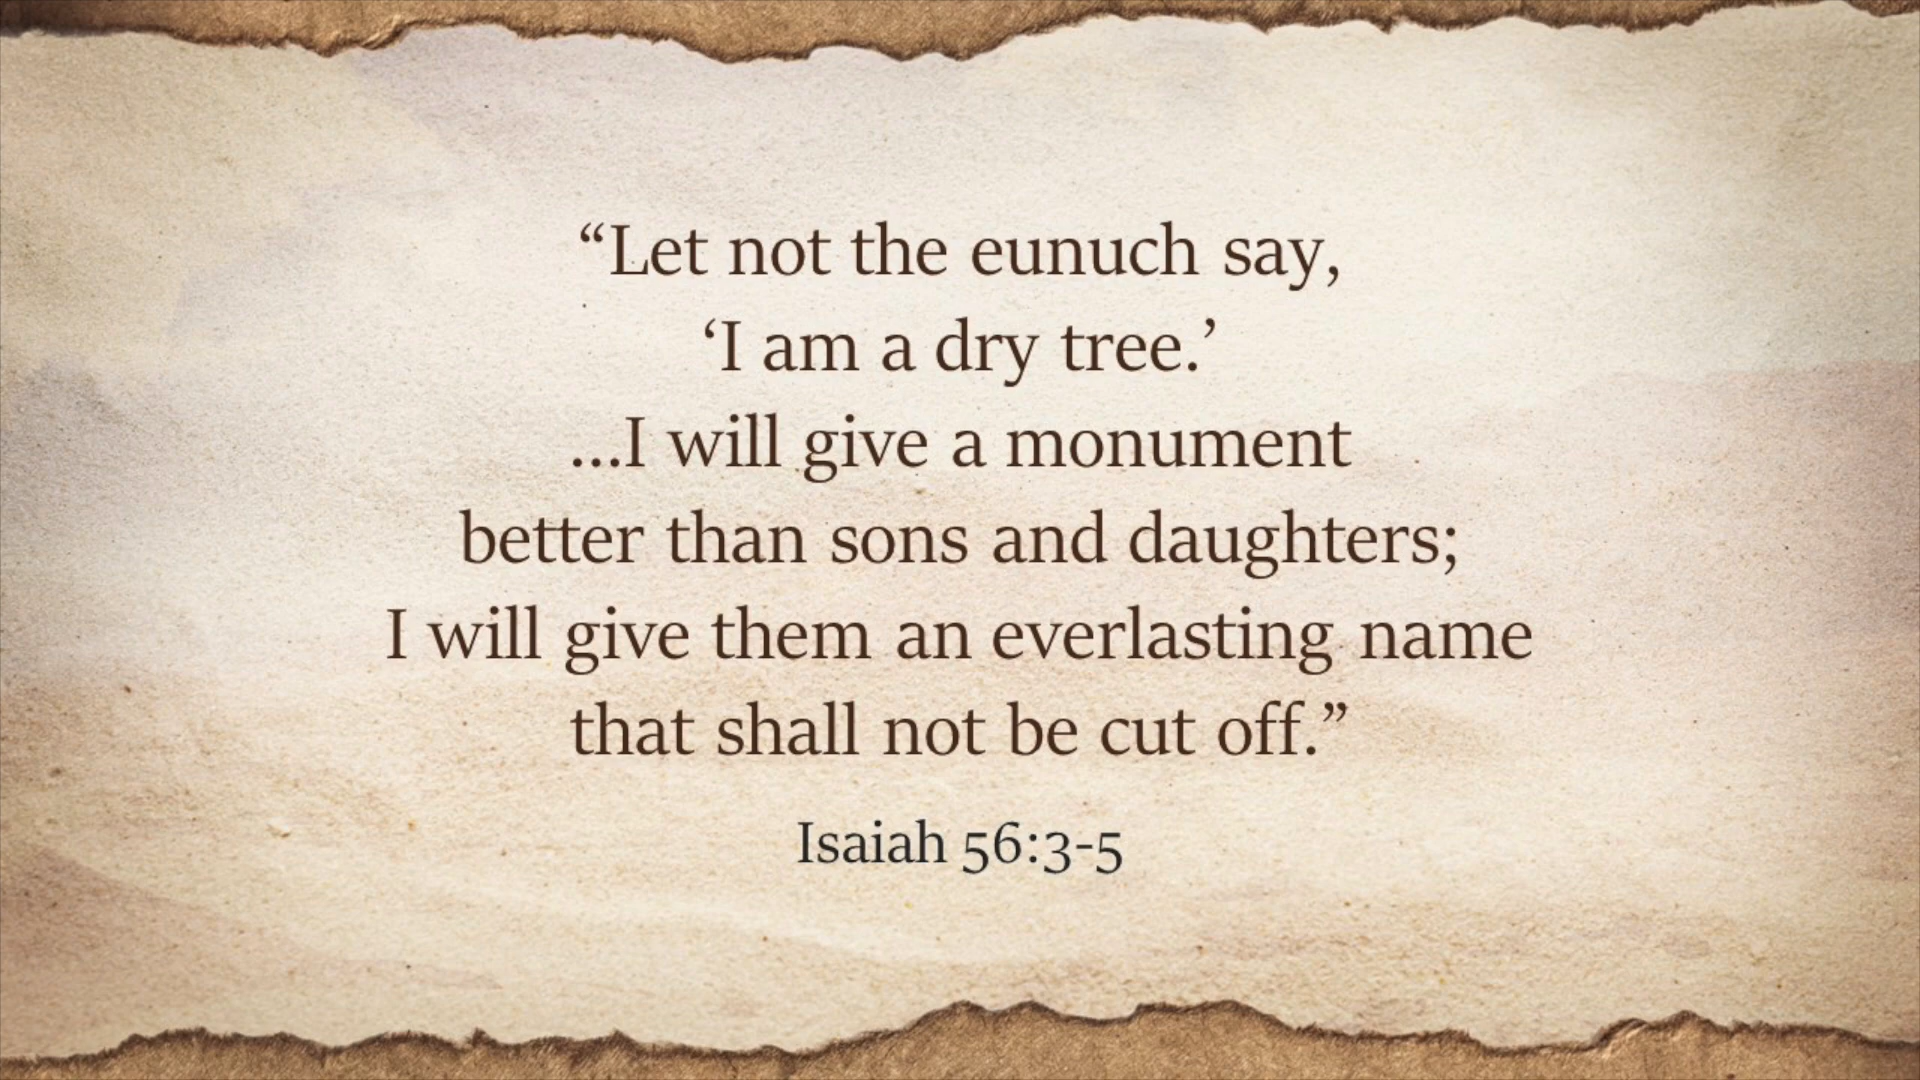 “Let not the eunuch say,
‘I am a dry tree.’
...I will give a monument
better than sons and daughters;
I will give them an everlasting name
that shall not be cut off.”
Isaiah 56:3-5